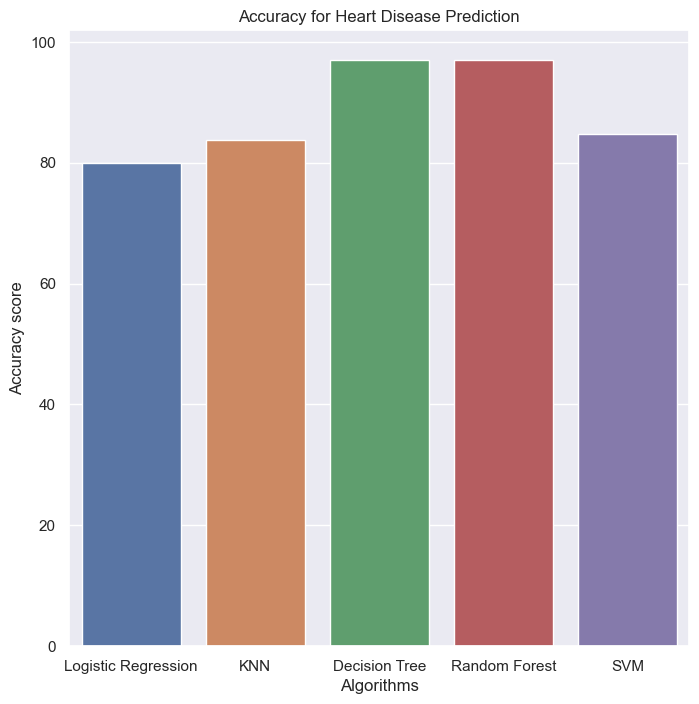 Accuracy for Heart Disease Prediction
100
80
60
40
20
0
Accuracy score
Logistic Regression
KNN
Decision Tree
Random Forest
SVM
Algorithms